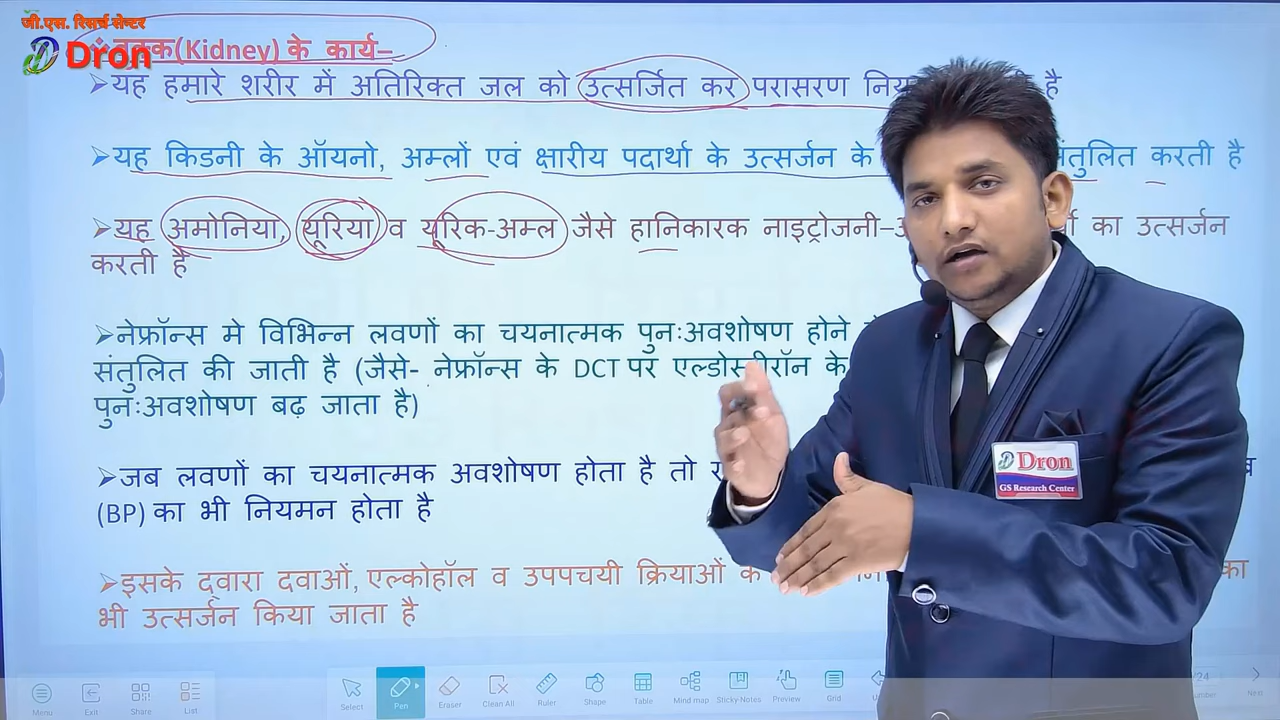 जी.एस. रिसर्च सेन्टर
Dron
(Kidney) के कार्य–
➢यह हमारे शरीर में अतिरिक्त जल को उत्सर्जित कर परासरण है
➢यह किडनी के ऑयनो, अम्लों एवं क्षारीय पदार्था के उत्सर्जन के संतुलित करती है
➢यह अमोनिया, यूरिया व यूरिक-अम्ल जैसे हानिकारक नाइट्रोजनी– का उत्सर्जन
करती है
➢नेफ्रॉन्स मे विभिन्न लवणों का चयनात्मक पुनःअवशोषण होने
संतुलित की जाती है (जैसे- नेफ्रॉन्स के DCT पर एल्डोस्टीरॉन के
पुनःअवशोषण बढ़ जाता है)
➢जब लवणों का चयनात्मक अवशोषण होता है तो
(BP) का भी नियमन होता है
➢इसके द्वारा दवाओं, एल्कोहॉल व उपपचयी क्रियाओं का
भी उत्सर्जन किया जाता है
Dron
GS Research Center
Menu Exit Share List Select Pen Eraser Clean All Ruler Shape Table Mind map Sticky Notes Preview Grid /24 Next